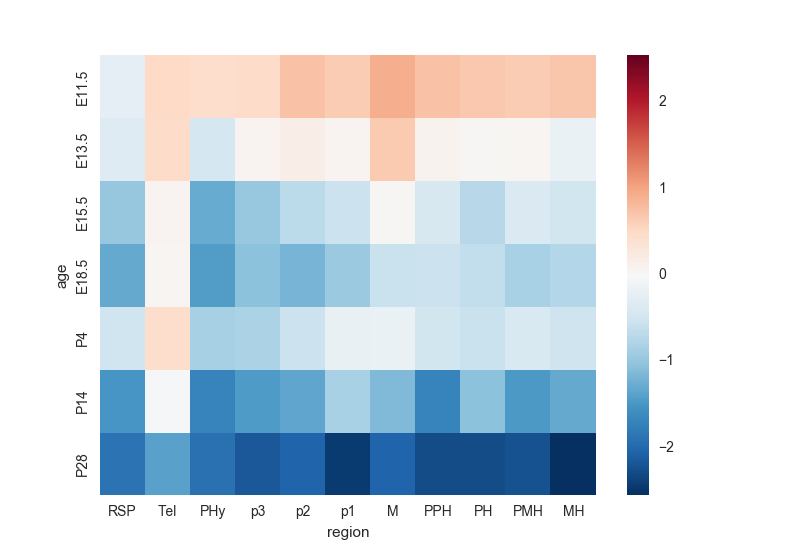 age
E11.5
E13.5
E15.5
E18.5
P4
P14
P28
RSP Tel PHy p3 p2 p1 M PPH PH PMH MH
region
2
1
0
−1
−2